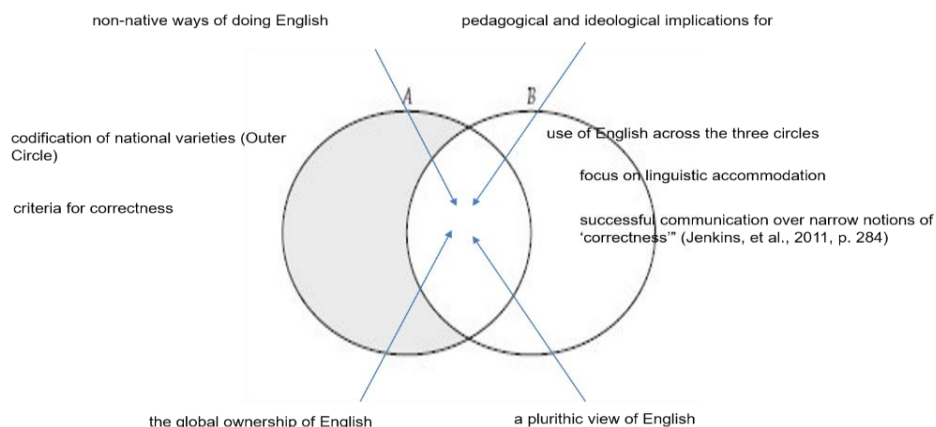 non-native ways of doing English
pedagogical and ideological implications for
A
B
codification of national varieties (Outer
Circle)
criteria for correctness
use of English across the three circles
focus on linguistic accommodation
successful communication over narrow notions of
‘correctness’” (Jenkins, et al., 2011, p. 284)
the global ownership of English
a plurithic view of English